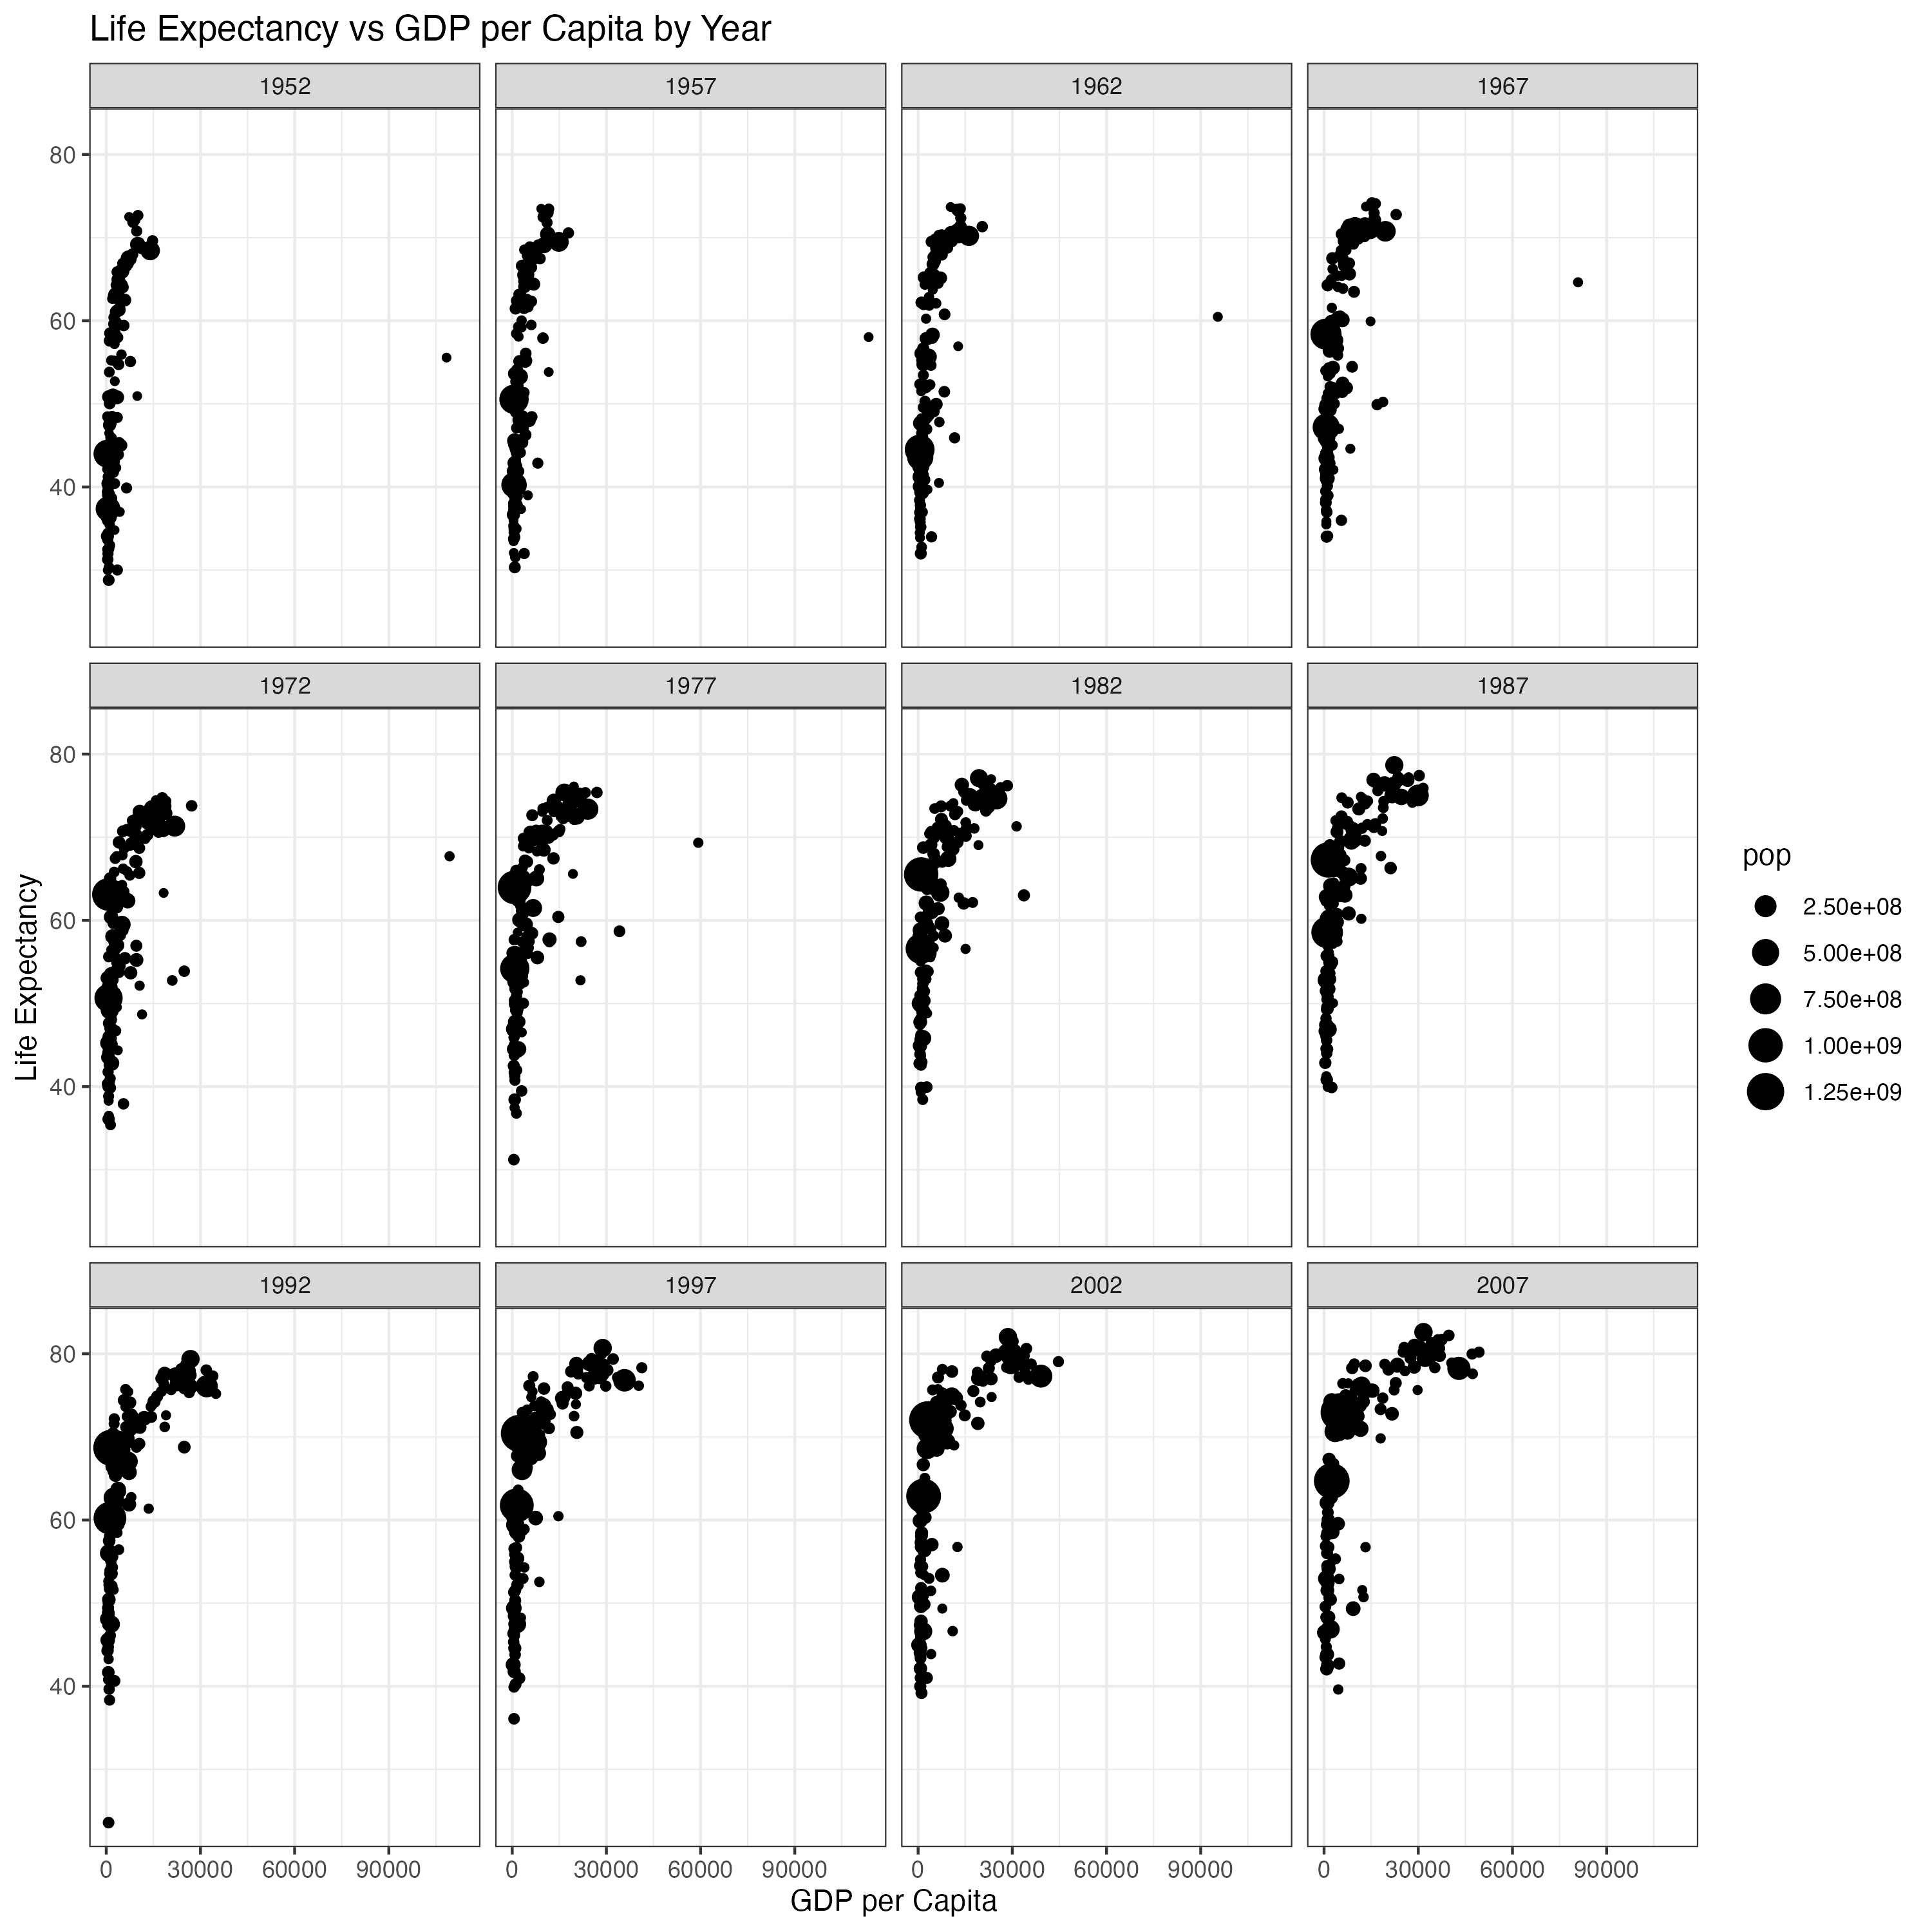 Life Expectancy vs GDP per Capita by Year
1952 1957 1962 1967
80
60
40
1972 1977 1982 1987
80
60
40
1992 1997 2002 2007
80
60
40
0 30000 60000 90000 0 30000 60000 90000 0 30000 60000 90000 0 30000 60000 90000
GDP per Capita
Life Expectancy
pop
2.50e+08
5.00e+08
7.50e+08
1.00e+09
1.25e+09